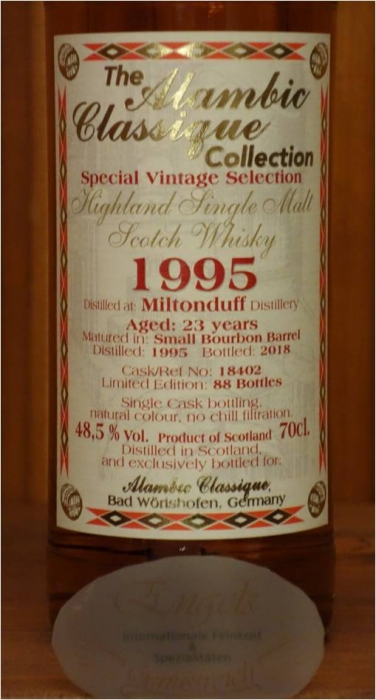 The Alambic
Classique
Collection
Special Vintage Selection
Highland Single Malt
Scotch Whisky
1995
Distilled at: Miltonduff Distillery
Aged: 23 years
Matured in: Small Bourbon Barrel
Distilled: 1995 Bottled: 2018
Cask/Ref No: 18402
Limited Edition: 88 Bottles
Single Cask bottling,
natural colour, no chill filtration.
48,5 % Vol. Product of Scotland 70cl.
Distilled in Scotland,
and exclusively bottled for:
Alambic Classique,
Bad Wörishofen, Germany
Engels
Internationale Feinkost
&
Spezialitäten